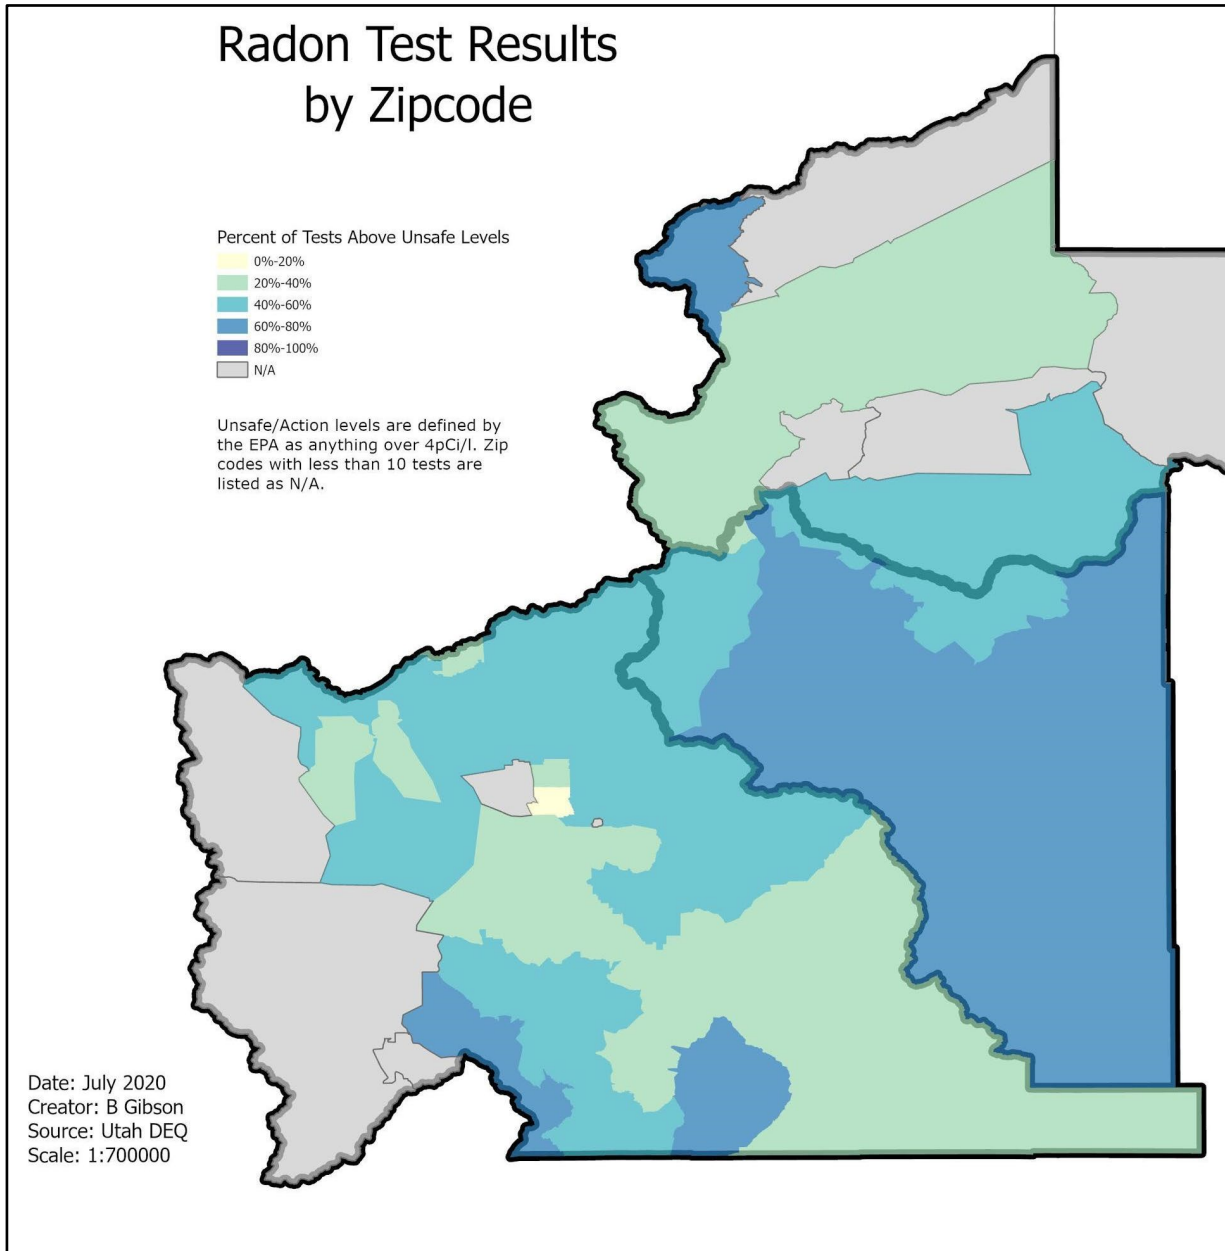 Radon Test Results
by Zipcode
Percent of Tests Above Unsafe Levels
0%-20%
20%-40%
40%-60%
60%-80%
80%-100%
N/A
Unsafe/Action levels are defined by
the EPA as anything over 4pCi/l. Zip
codes with less than 10 tests are
listed as N/A.
Date: July 2020
Creator: B Gibson
Source: Utah DEQ
Scale: 1:700000